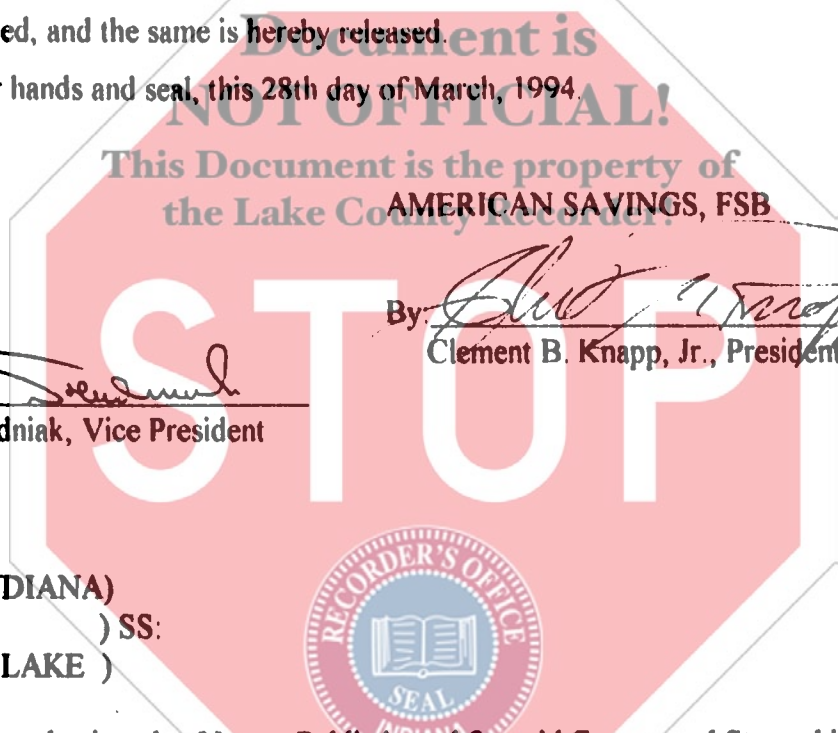 ed, and the same is hereby released.
Document is
hands and seal, this 28th day of March, 1994.
NOT OFFICIAL!
This Document is the property of
the Lake County Recorder!
AMERICAN SAVINGS, FSB
STOP
By:
Clement B. Knapp, Jr., President
dniak, Vice President
RECORDER'S OFFICE
SEAL
INDIANA
DIANA)
) SS:
LAKE )